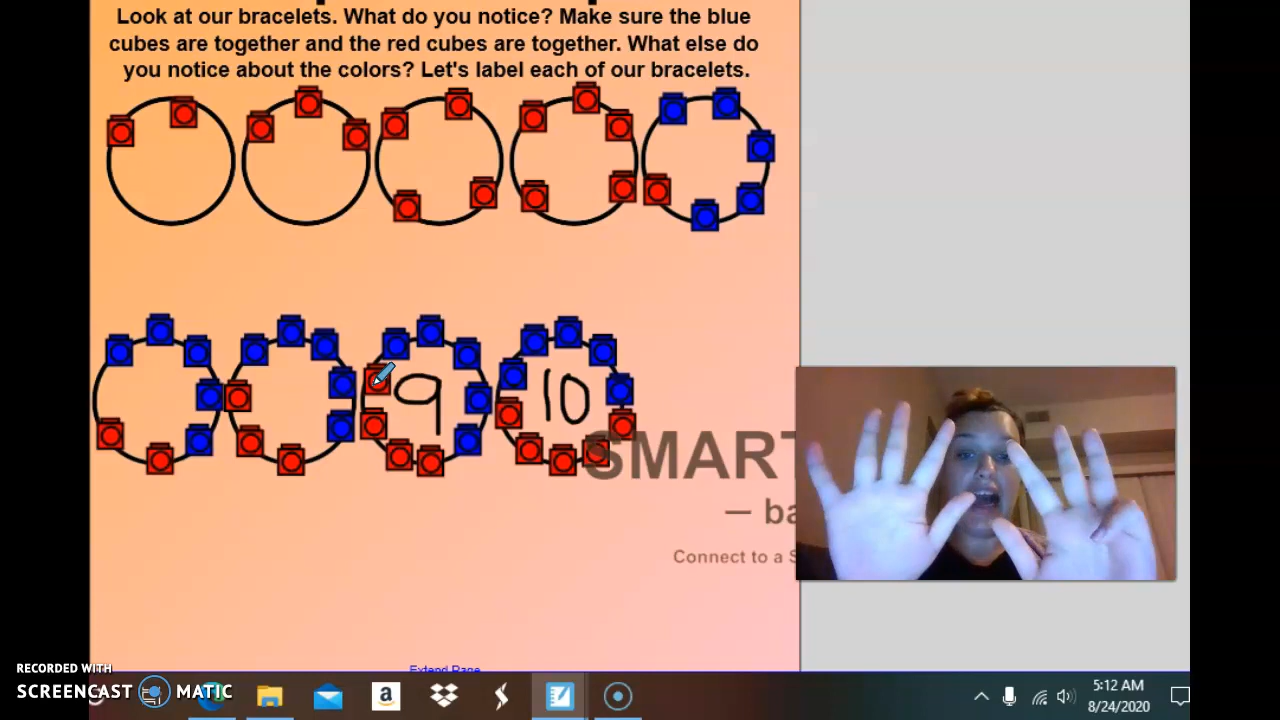 Look at our bracelets. What do you notice? Make sure the blue
cubes are together and the red cubes are together. What else do
you notice about the colors? Let's label each of our bracelets.
9
10
SMART
Connect to a S
Extend Page
RECORDED WITH
SCREENCAST MATIC
a
5:12 AM
8/24/2020